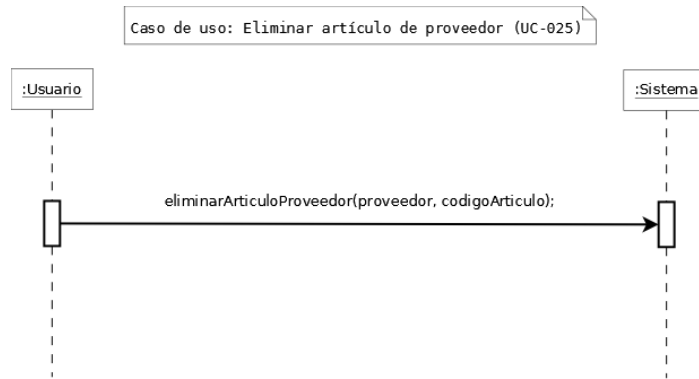 Caso de uso: Eliminar artículo de proveedor (UC-025)
:Usuario
:Sistema
eliminarArticuloProveedor(proveedor, codigoArticulo);